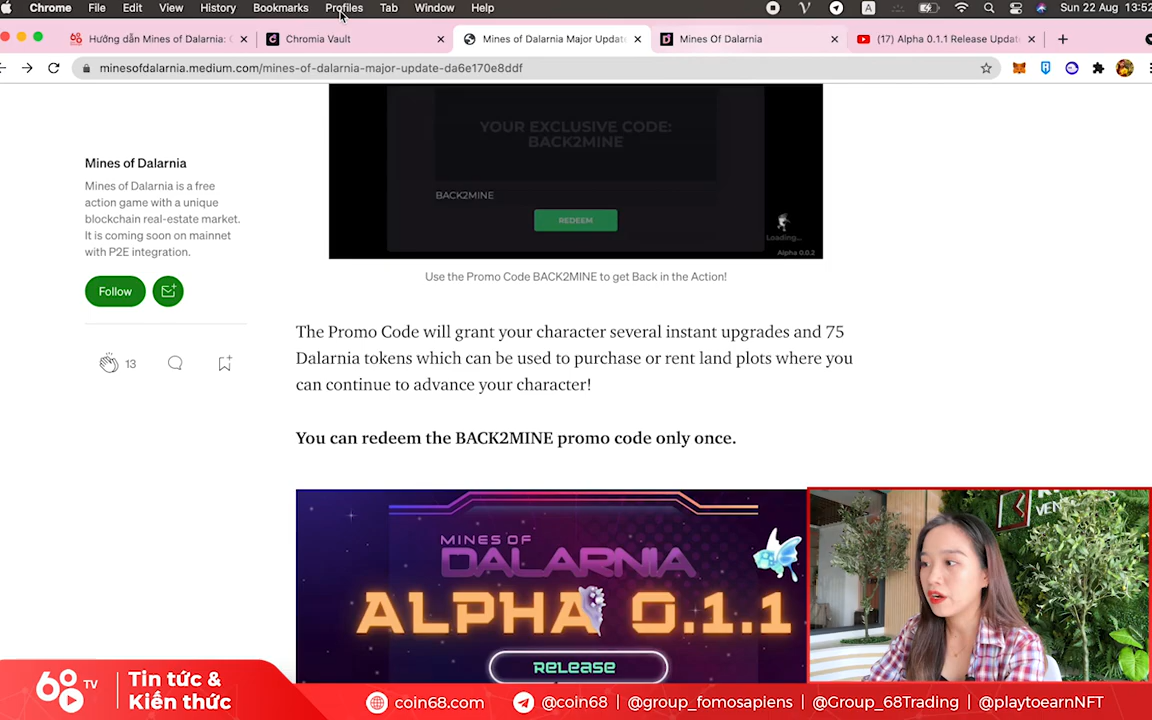 Chrome File Edit View History Bookmarks Profiles Tab Window Help
A Sun 22 Aug 13:52
Hướng dẫn Mines of Dalarnia:
Chromia Vault
Mines of Dalarnia Major Updat
Mines Of Dalarnia
(17) Alpha 0.1.1 Release Updat
minesofdalarnia.medium.com/mines-of-dalarnia-major-update-da6e170e8ddf
YOUR EXCLUSIVE CODE:
BACK2MINE
BACK2MINE
REDEEM
Loading...
Alpha 0.0.2
Use the Promo Code BACK2MINE to get Back in the Action!
Mines of Dalarnia
Mines of Dalarnia is a free
action game with a unique
blockchain real-estate market.
It is coming soon on mainnet
with P2E integration.
Follow
13
The Promo Code will grant your character several instant upgrades and 75
Dalarnia tokens which can be used to purchase or rent land plots where you
can continue to advance your character!
You can redeem the BACK2MINE promo code only once.
MINES OF
DALARNIA
ALPHA 0.1.1
RELEASE
68 TV
Tin tức &
Kiến thức
coin68.com
@coin68 | @group_fomosapiens | @Group_68Trading | @playtoearnNFT